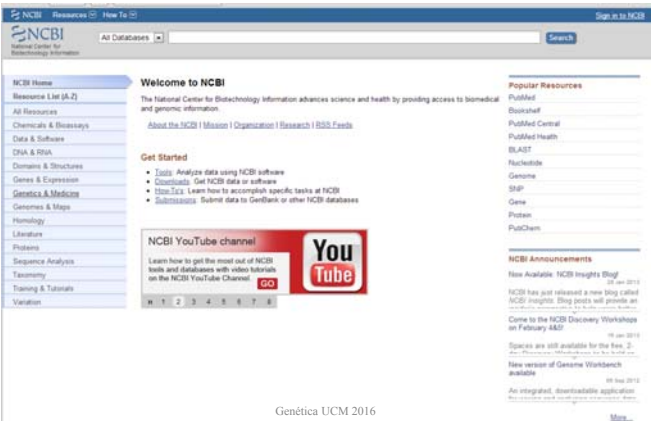 NCBI Resources How To Sign in to NCBI
NCBI
National Center for
Biotechnology Information
All Databases
Search
NCBI Home
Resource List (A-Z)
All Resources
Chemicals & Bioassays
Data & Software
DNA & RNA
Domains & Structures
Genes & Expression
Genetics & Medicine
Genomes & Maps
Homology
Literature
Proteins
Sequence Analysis
Taxonomy
Training & Tutorials
Variation
Welcome to NCBI
The National Center for Biotechnology Information advances science and health by providing access to biomedical
and genomic information.
About the NCBI | Mission | Organization | Research | RSS Feeds
Get Started
• Tools: Analyze data using NCBI software
• Downloads: Get NCBI data or software
• How-To's: Learn how to accomplish specific tasks at NCBI
• Submissions: Submit data to GenBank or other NCBI databases
NCBI YouTube channel
Learn how to get the most out of NCBI
tools and databases with video tutorials
on the NCBI YouTube Channel.
GO
You
Tube
1 2 3 4 5 6 7 8
Popular Resources
PubMed
Bookshelf
PubMed Central
PubMed Health
BLAST
Nucleotide
Genome
SNP
Gene
Protein
PubChem
NCBI Announcements
Now Available: NCBI Insights Blog!
NCBI has just released a new blog called
NCBI Insights. Blog posts will provide an
Come to the NCBI Discovery Workshops
on February 4&5!
Spaces are still available for the free, 2-
New version of Genome Workbench
available
An integrated, downloadable application
More...
Genética UCM 2016